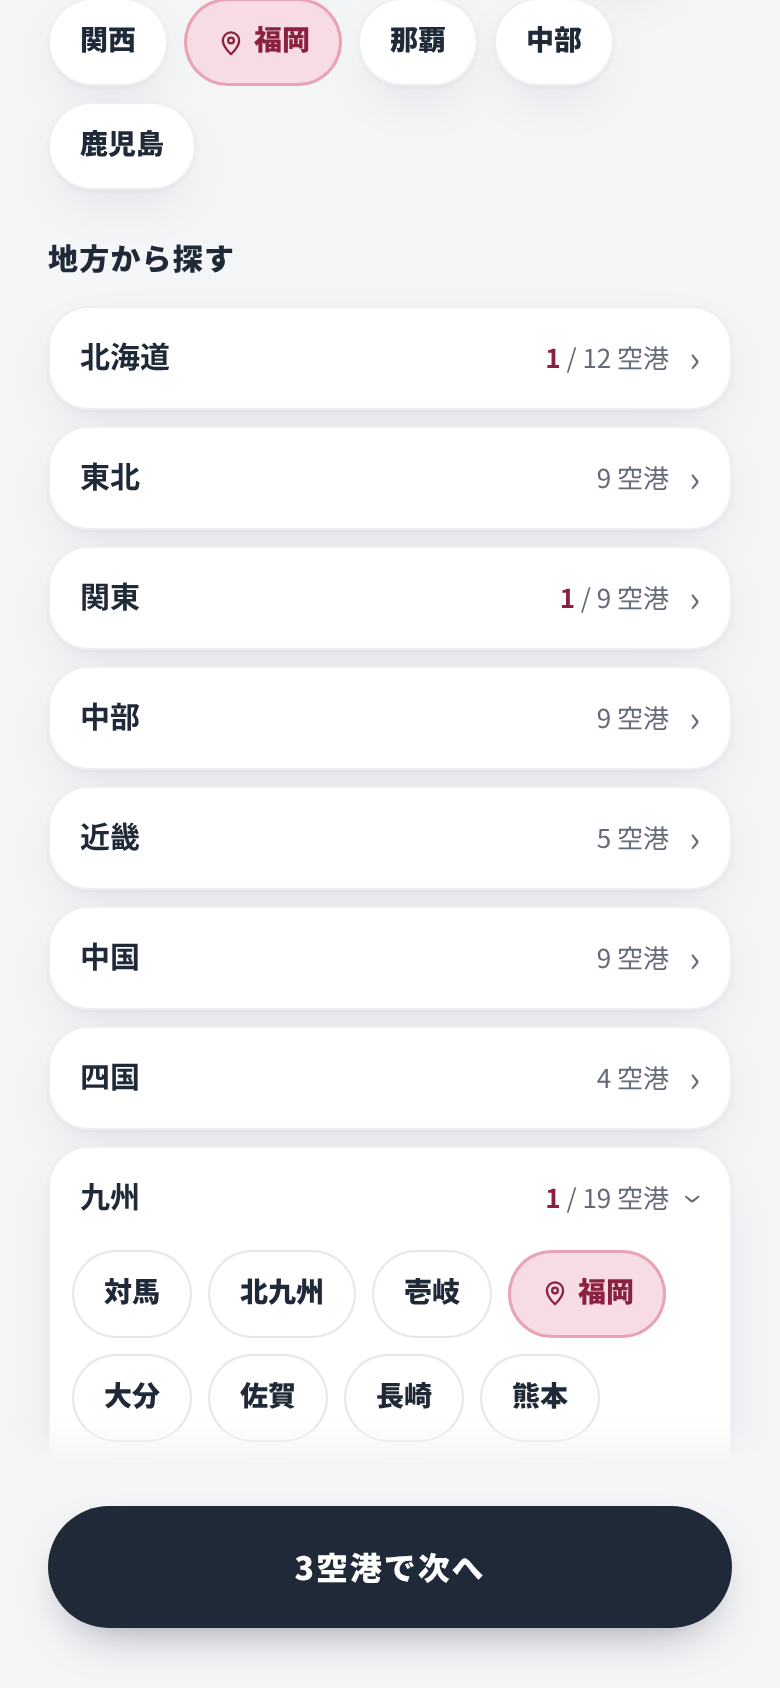 関西 福岡 那覇 中部
鹿児島
地方から探す
北海道 1 / 12 空港 ›
東北 9 空港 ›
関東 1 / 9 空港 ›
中部 9 空港 ›
近畿 5 空港 ›
中国 9 空港 ›
四国 4 空港 ›
九州 1 / 19 空港
対馬 北九州 壱岐 福岡
大分 佐賀 長崎 熊本
3空港で次へ